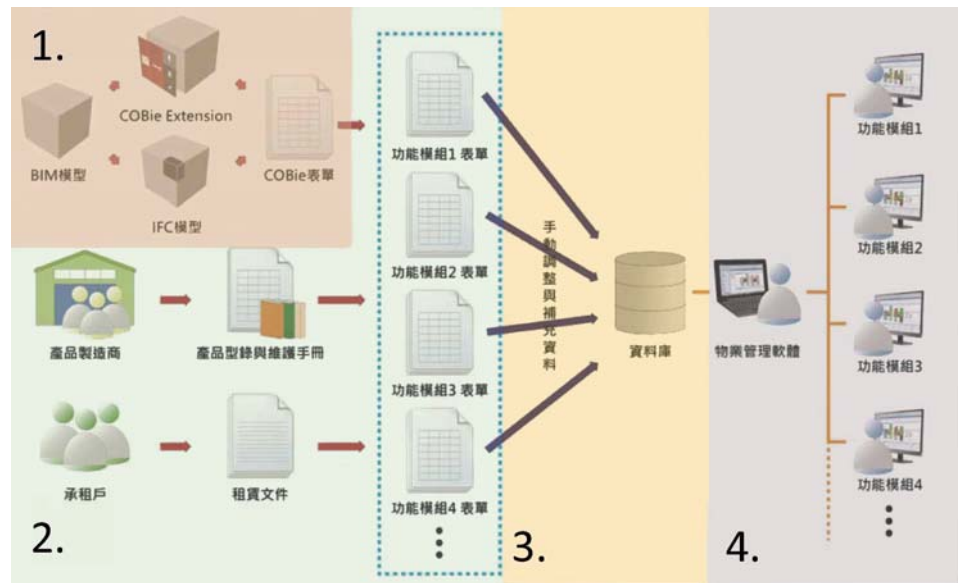 1.
COBie Extension
BIM模型
COBie表單
IFC模型
產品製造商
產品型錄與維護手冊
承租戶
租賃文件
2.
功能模組1 表單
功能模組2 表單
功能模組3 表單
功能模組4 表單
手動調整與補充資料
資料庫
3.
物業管理軟體
功能模組1
功能模組2
功能模組3
功能模組4
4.